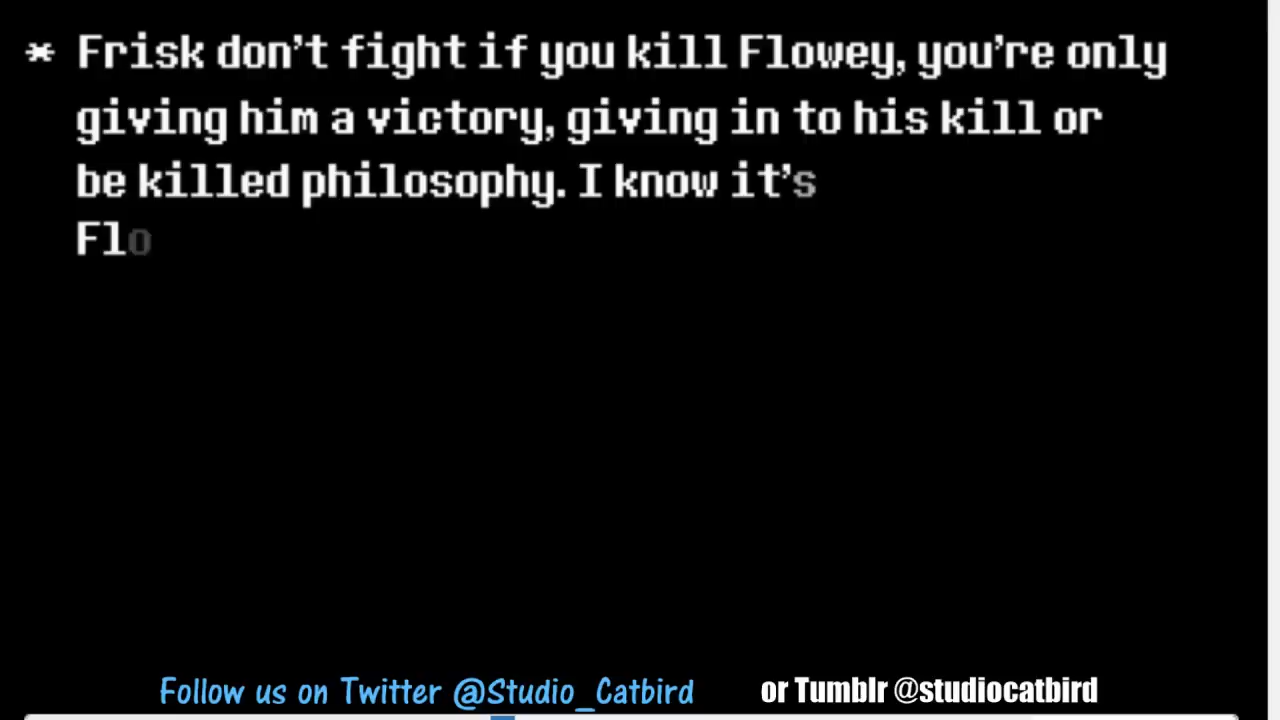 * Frisk don’t fight if you kill Flowey, you’re only
giving him a victory, giving in to his kill or
be killed philosophy. I know it’s
Flo
Follow us on Twitter @Studio_Catbird
or Tumblr @studiocatbird